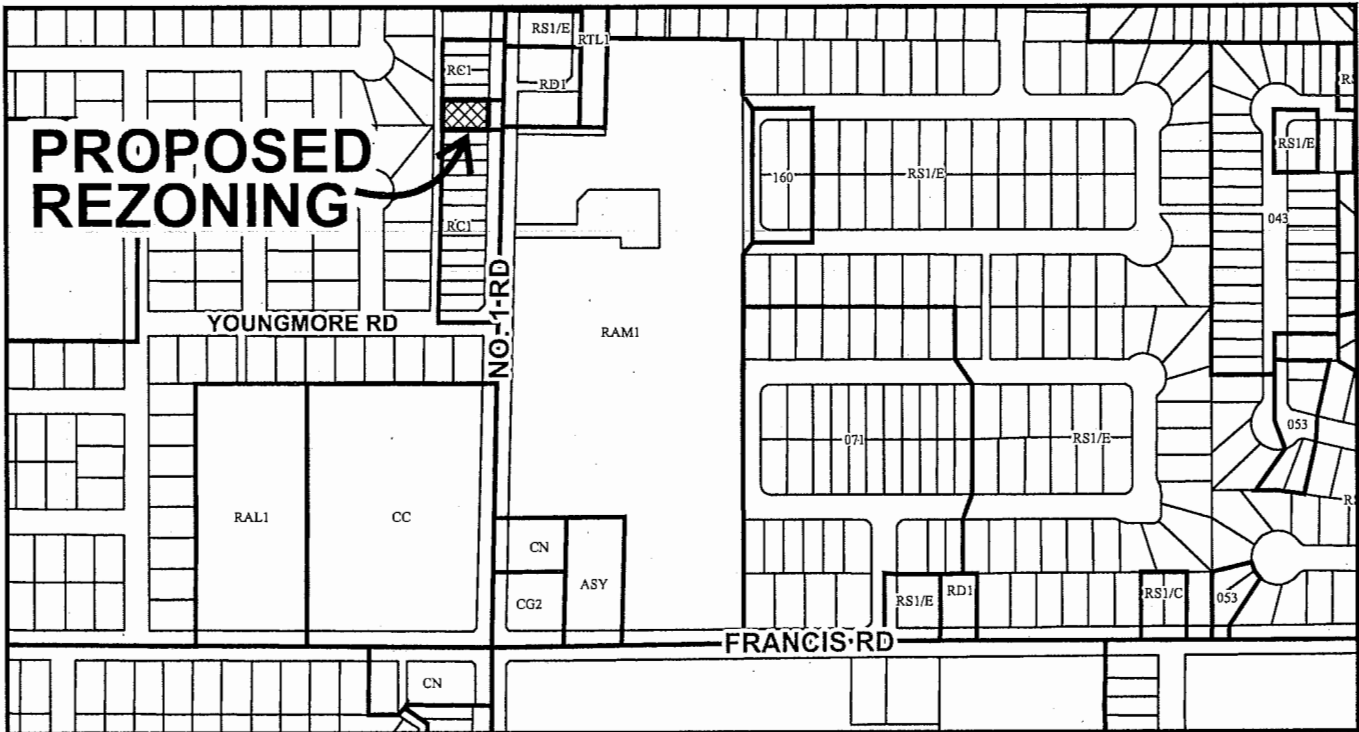 RS1/E
RTL1
RC1
RD1
PROPOSED
REZONING
RS1/E
160
RS1/E
043
RC1
NO. 1 RD
YOUNGMORE RD
RAM1
071
RS1/E
053
RAL1
CC
CN
ASY
CG2
RS1/E
RD1
RS1/C
053
FRANCIS RD
CN